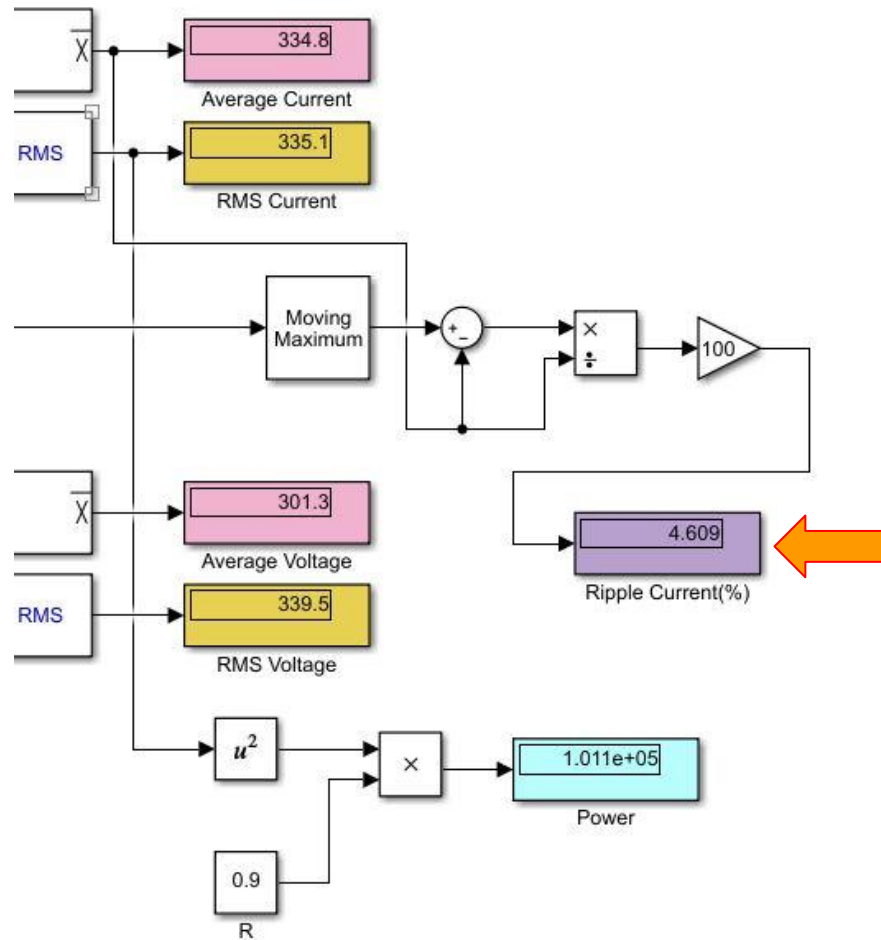 X
334.8
Average Current
RMS
335.1
RMS Current
Moving
Maximum
+
−
×
÷
100
X
301.3
Average Voltage
4.609
Ripple Current(%)
RMS
339.5
RMS Voltage
u²
×
1.011e+05
Power
0.9
R